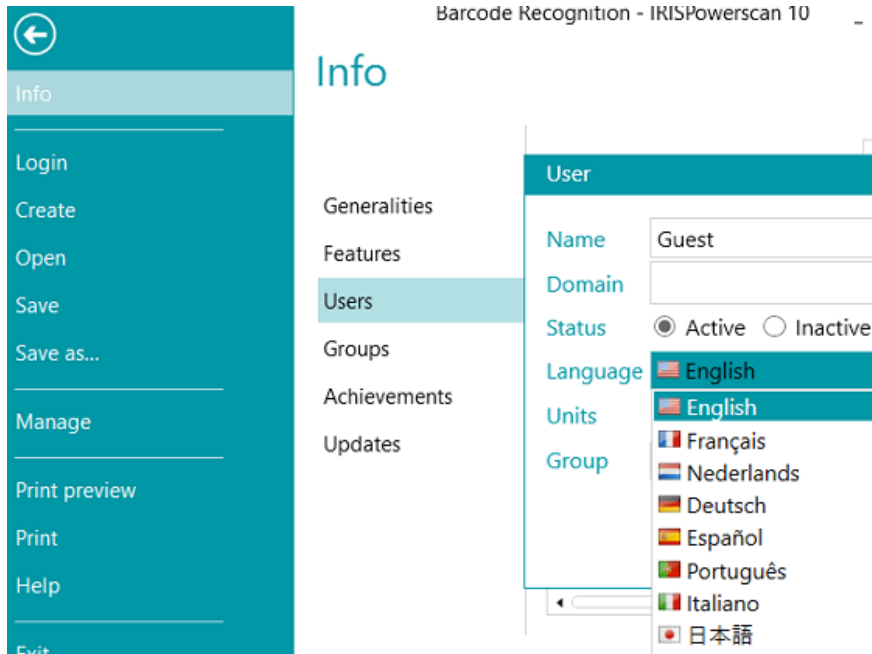 Barcode Recognition - IRISPowerscan 10
Info
Info
Login
Create
Open
Save
Save as...
Manage
Print preview
Print
Help
Exit
Generalities
Features
Users
Groups
Achievements
Updates
User
Name Guest
Domain
Status Active Inactive
Language English
Units
Group
English
Français
Nederlands
Deutsch
Español
Português
Italiano
日本語